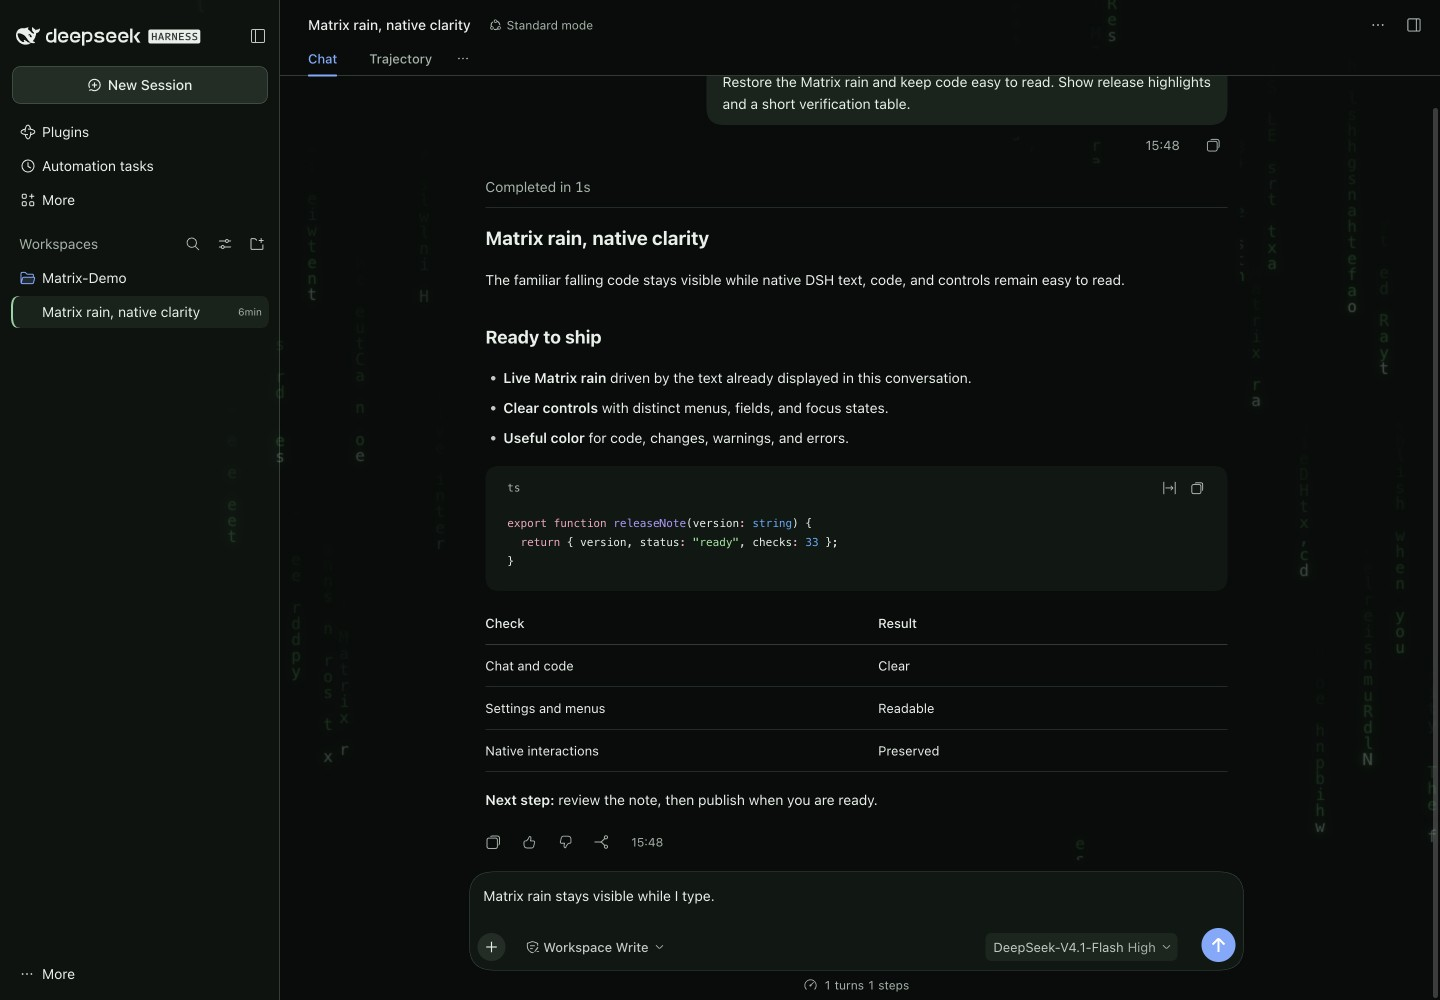 deepseek HARNESS
New Session
Plugins
Automation tasks
More
Workspaces
Matrix-Demo
Matrix rain, native clarity 6min
More
Matrix rain, native clarity Standard mode
Chat Trajectory
Restore the Matrix rain and keep code easy to read. Show release highlights
and a short verification table.
15:48
Completed in 1s
Matrix rain, native clarity
The familiar falling code stays visible while native DSH text, code, and controls remain easy to read.
Ready to ship
• Live Matrix rain driven by the text already displayed in this conversation.
• Clear controls with distinct menus, fields, and focus states.
• Useful color for code, changes, warnings, and errors.
ts
export function releaseNote(version: string) {
return { version, status: "ready", checks: 33 };
}
Check Result
Chat and code Clear
Settings and menus Readable
Native interactions Preserved
Next step: review the note, then publish when you are ready.
15:48
Matrix rain stays visible while I type.
Workspace Write DeepSeek-V4.1-Flash High
1 turns 1 steps